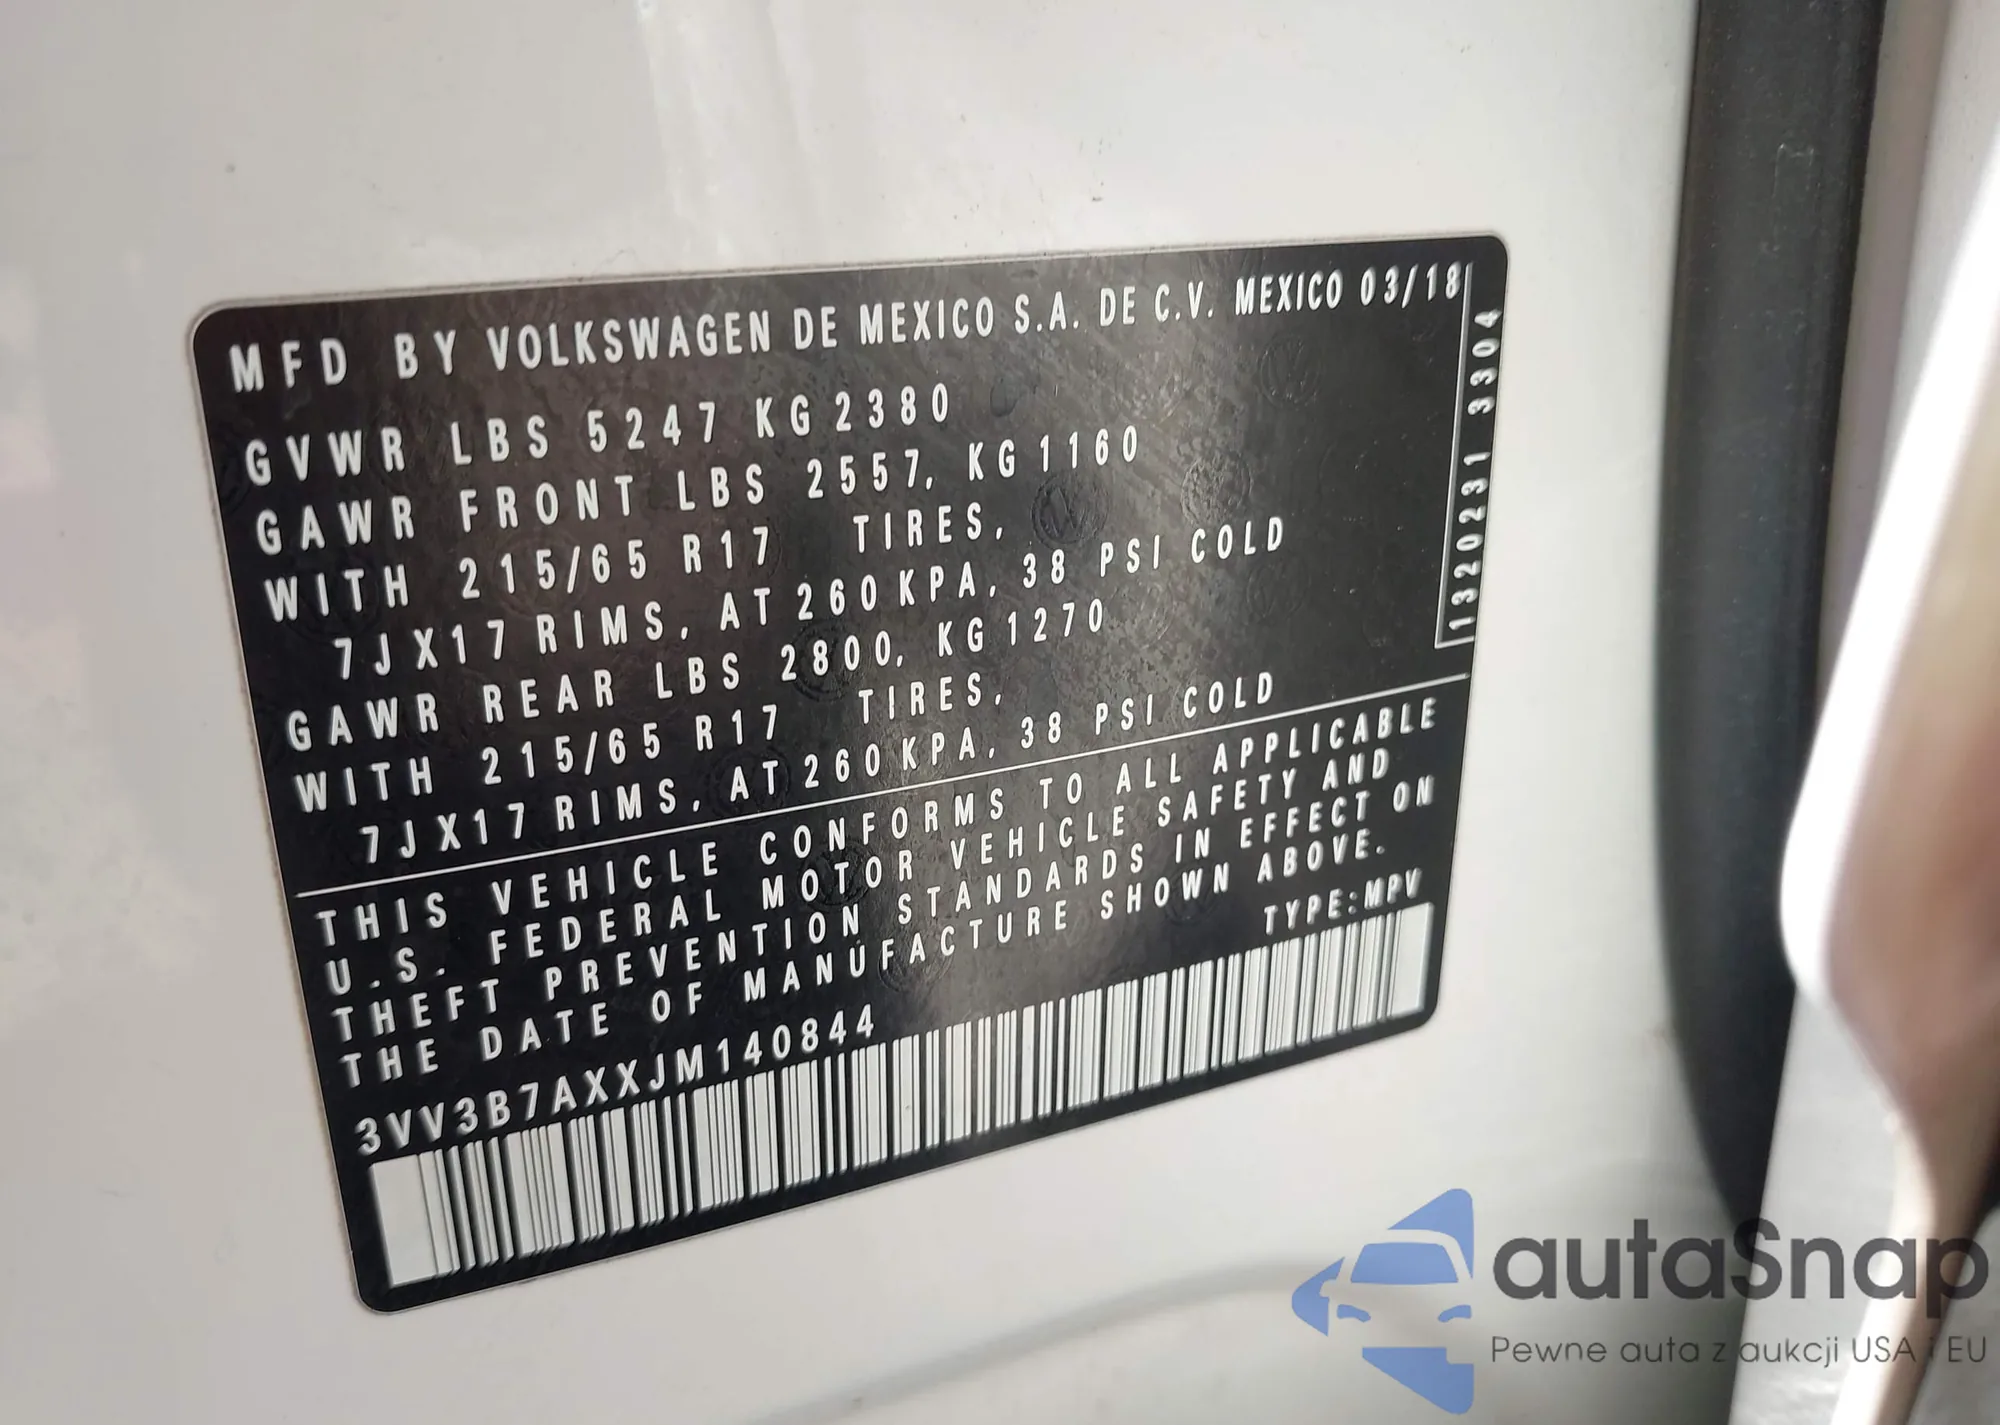 MFD BY VOLKSWAGEN DE MEXICO S.A. DE C.V. MEXICO 03/18
GVWR LBS 5247 KG 2380
GAWR FRONT LBS 2557, KG 1160
WITH 215/65 R17 TIRES,
7JX17 RIMS, AT 260 KPA, 38 PSI COLD
GAWR REAR LBS 2800, KG 1270
WITH 215/65 R17 TIRES,
7JX17 RIMS, AT 260 KPA, 38 PSI COLD
1320231 3304
THIS VEHICLE CONFORMS TO ALL APPLICABLE
U.S. FEDERAL MOTOR VEHICLE SAFETY AND
THEFT PREVENTION STANDARDS IN EFFECT ON
THE DATE OF MANUFACTURE SHOWN ABOVE.
TYPE:MPV
3VV3B7AXXJM140844
autaSnap
Pewne auta z aukcji USA i EU